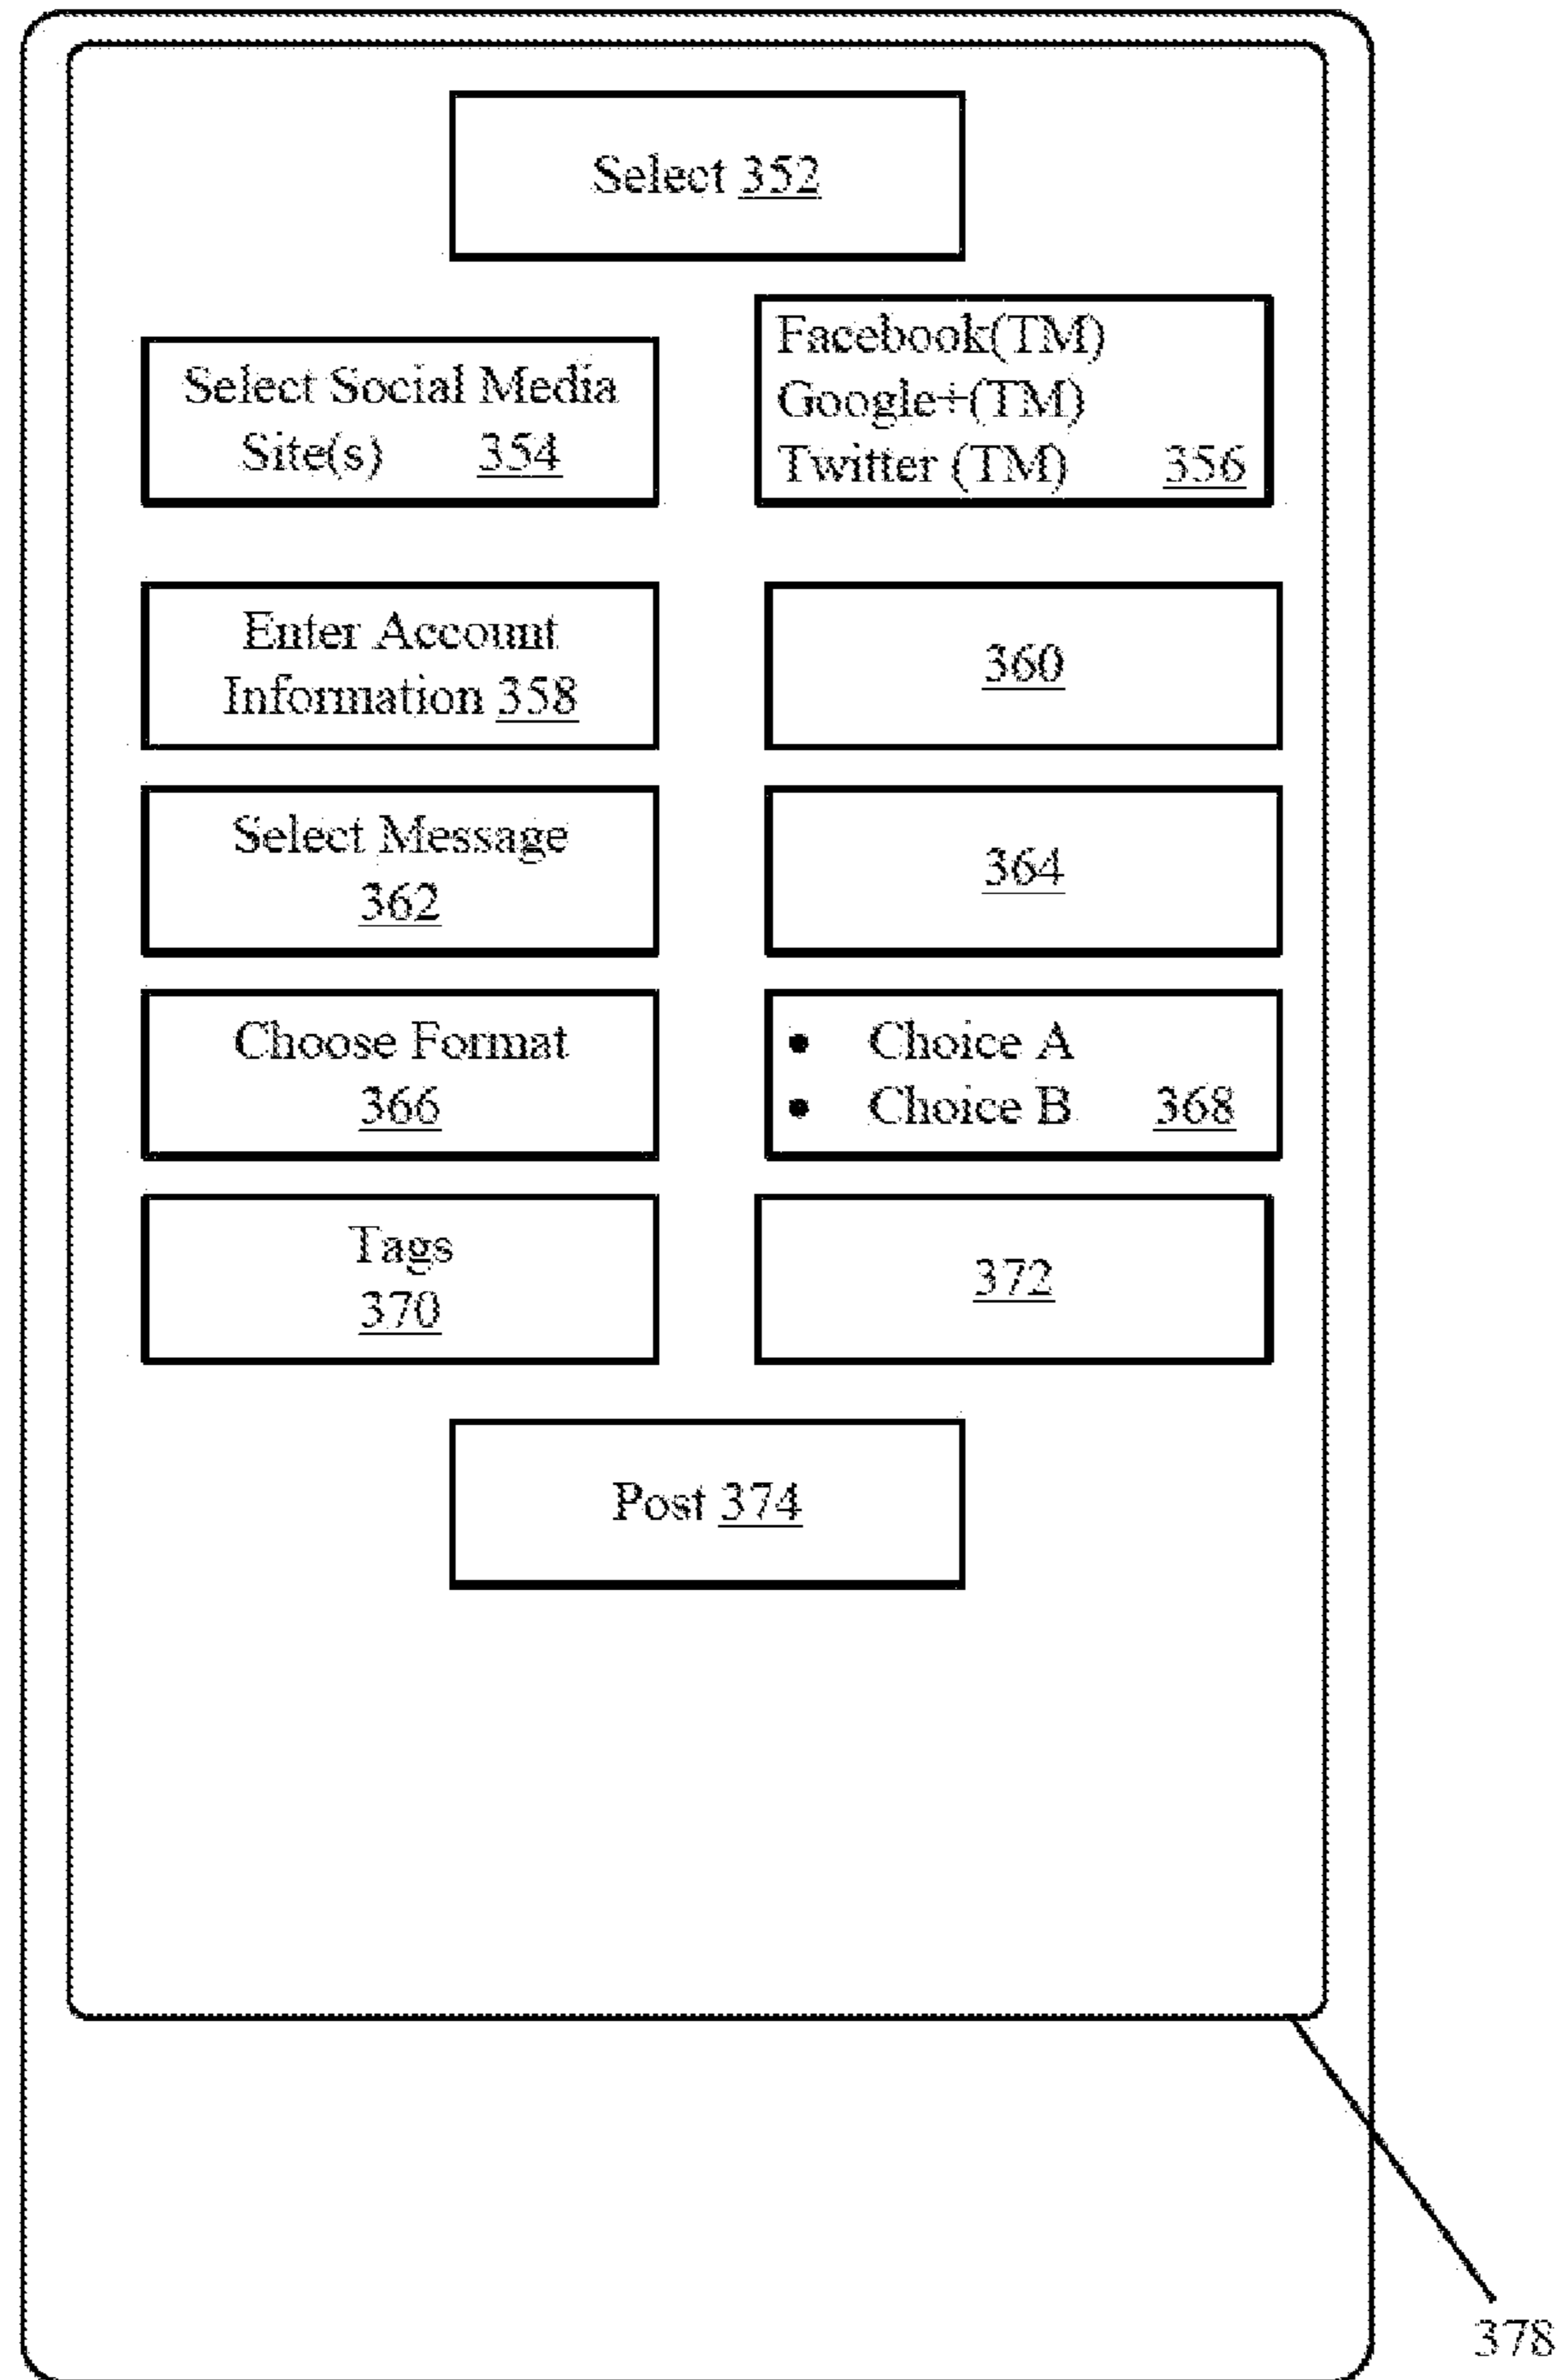 Select 352
Select Social Media
Site(s) 354
Facebook(TM)
Google+(TM)
Twitter (TM) 356
Enter Account
Information 358
360
Select Message
362
364
Choose Format
366
• Choice A
• Choice B 368
Tags
370
372
Post 374
378